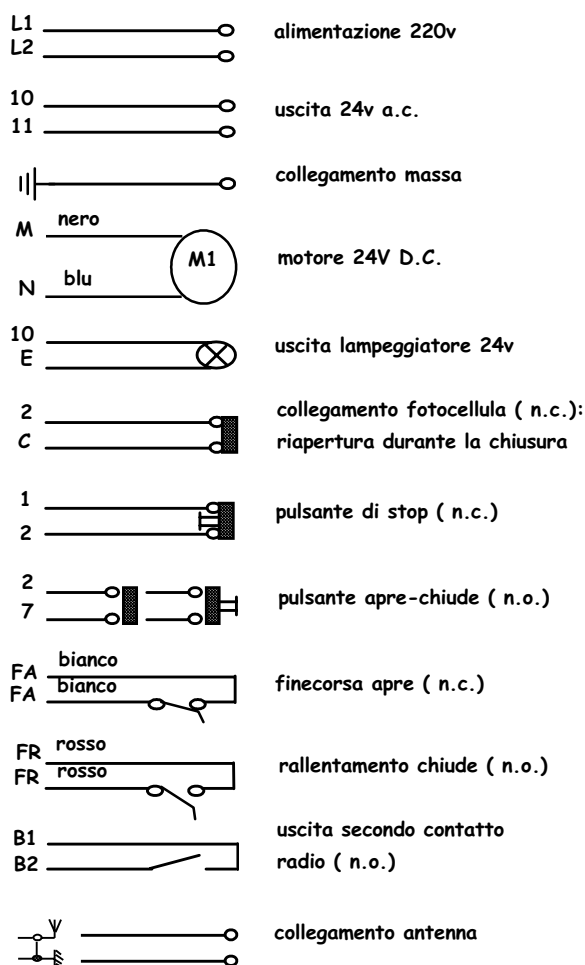 L1
L2
alimentazione 220v
10
11
uscita 24v a.c.
collegamento massa
M nero
M1
N blu
motore 24V D.C.
10
E
uscita lampeggiatore 24v
2
C
collegamento fotocellula ( n.c.):
riapertura durante la chiusura
1
2
pulsante di stop ( n.c.)
2
7
pulsante apre-chiude ( n.o.)
FA bianco
FA bianco
finecorsa apre ( n.c.)
FR rosso
FR rosso
rallentamento chiude ( n.o.)
B1
B2
uscita secondo contatto
radio ( n.o.)
collegamento antenna